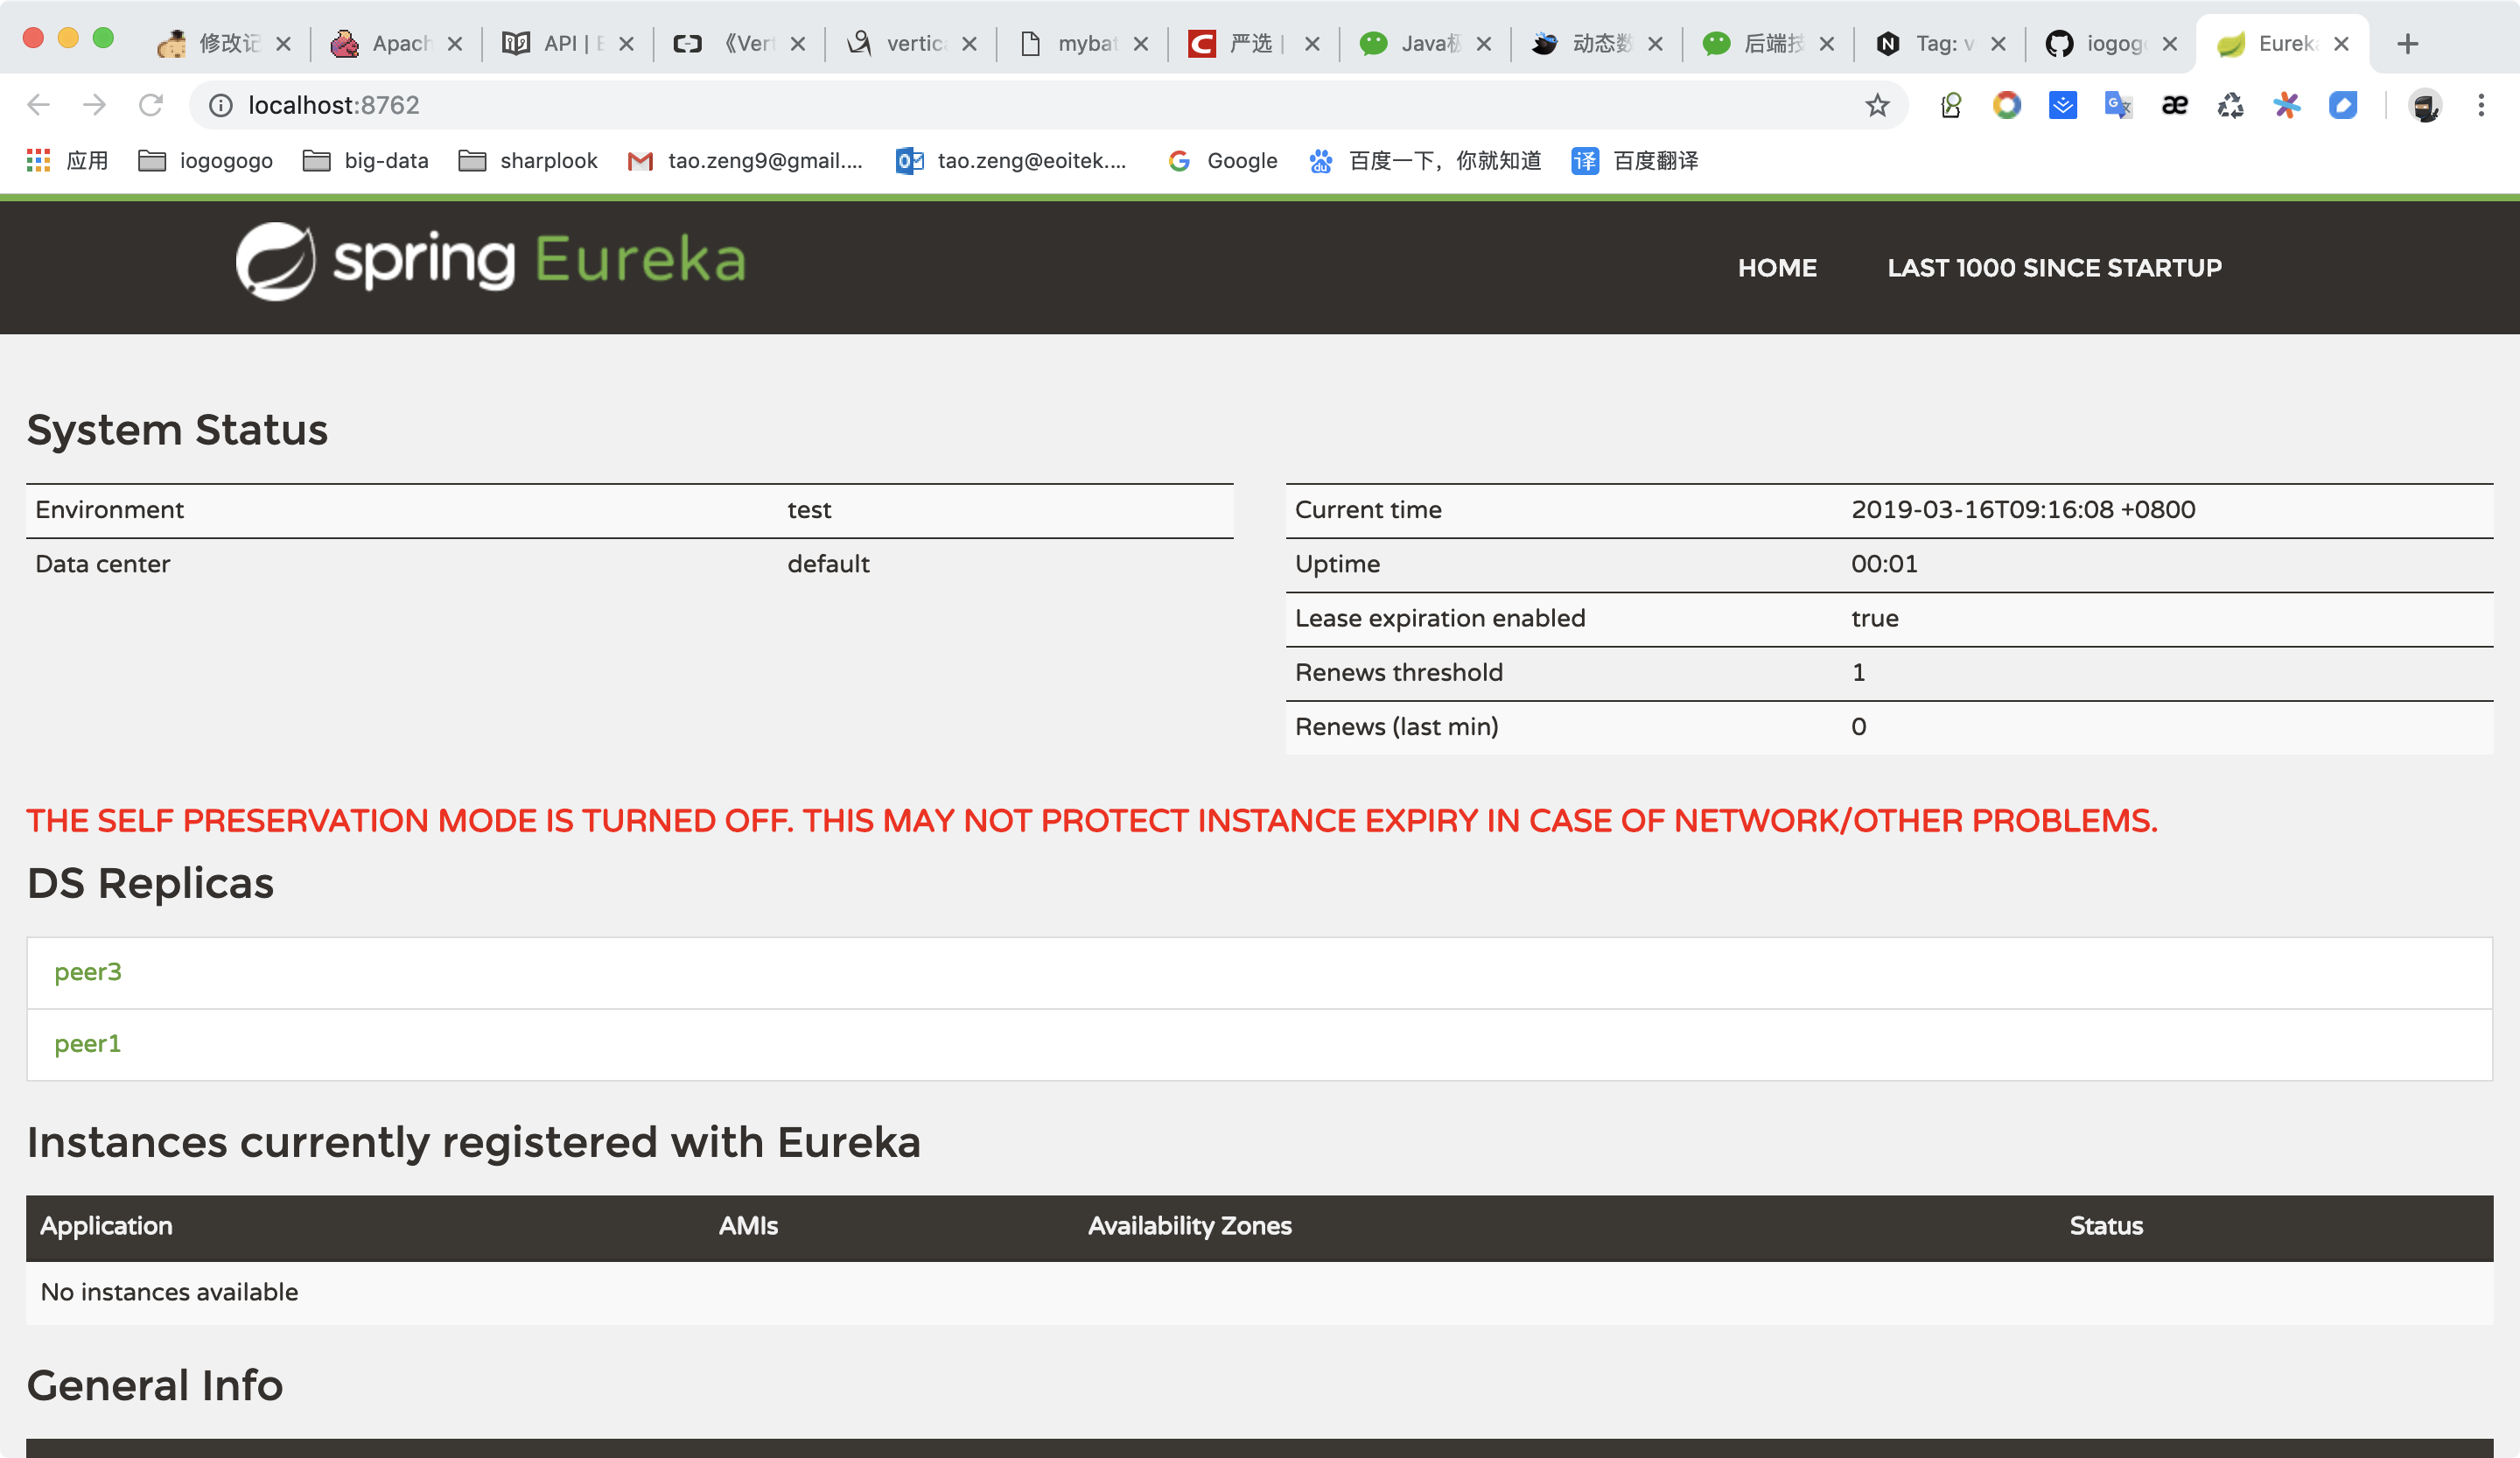 修改记 Apach API | E 《Vert vertic mybat 严选 | Java极 动态数 后端技 Tag: v iogog Eurek
localhost:8762
应用 iogogogo big-data sharplook tao.zeng9@gmail.... tao.zeng@eoitek.... Google 百度一下，你就知道 译 百度翻译
spring Eureka
HOME LAST 1000 SINCE STARTUP
System Status
Environment test
Data center default
Current time 2019-03-16T09:16:08 +0800
Uptime 00:01
Lease expiration enabled true
Renews threshold 1
Renews (last min) 0
THE SELF PRESERVATION MODE IS TURNED OFF. THIS MAY NOT PROTECT INSTANCE EXPIRY IN CASE OF NETWORK/OTHER PROBLEMS.
DS Replicas
peer3
peer1
Instances currently registered with Eureka
Application AMIs Availability Zones Status
No instances available
General Info